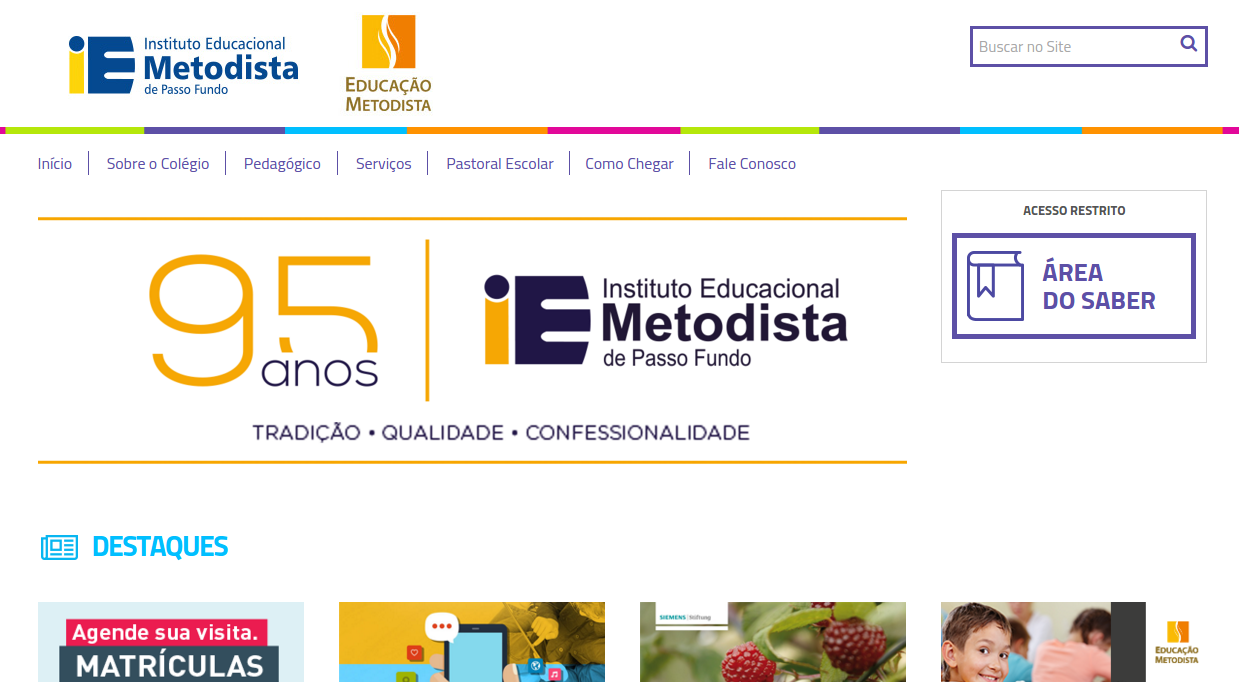 Instituto Educacional
iE Metodista
de Passo Fundo
EDUCAÇÃO
METODISTA
Buscar no Site
Início
Sobre o Colégio
Pedagógico
Serviços
Pastoral Escolar
Como Chegar
Fale Conosco
ACESSO RESTRITO
ÁREA
DO SABER
95
anos
Instituto Educacional
iE Metodista
de Passo Fundo
TRADIÇÃO • QUALIDADE • CONFESSIONALIDADE
DESTAQUES
Agende sua visita.
MATRÍCULAS
SIEMENS | Stiftung
EDUCAÇÃO
METODISTA